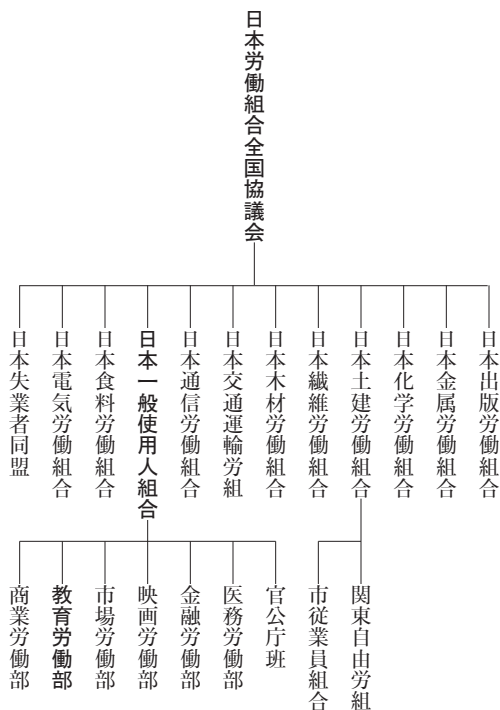 日本労働組合全国協議会
日本出版労働組合
日本金属労働組合
日本化学労働組合
日本土建労働組合
日本繊維労働組合
日本木材労働組合
日本交通運輸労組
日本通信労働組合
日本一般使用人組合
日本食料労働組合
日本電気労働組合
日本失業者同盟
関東自由労組
市従業員組合
官公庁班
医務労働部
金融労働部
映画労働部
市場労働部
教育労働部
商業労働部